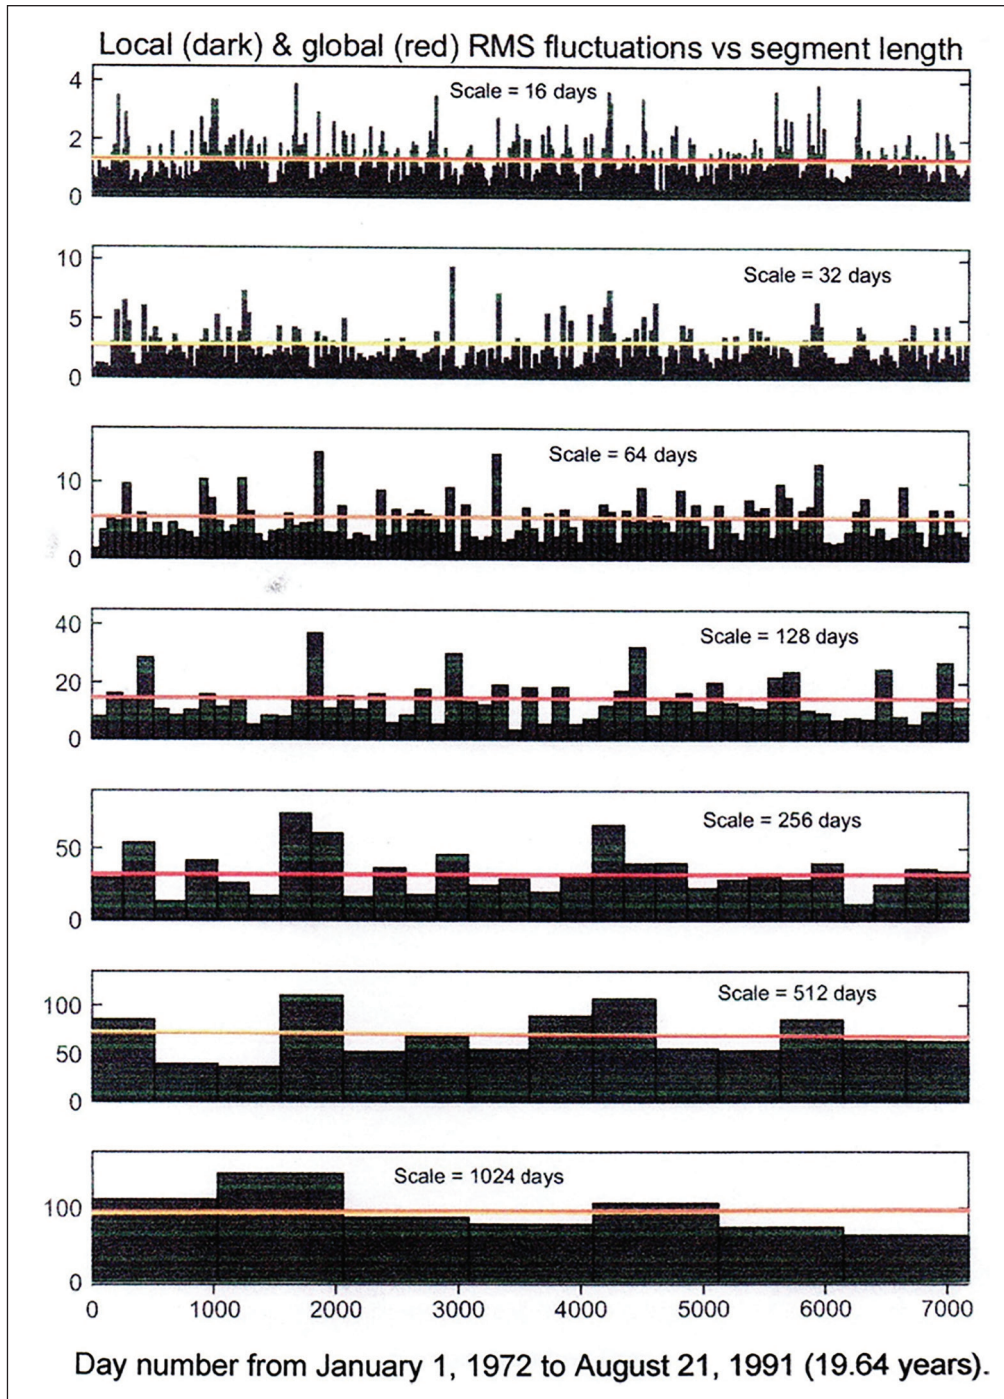 Local (dark) & global (red) RMS fluctuations vs segment length
4
2
0
Scale = 16 days
10
5
0
Scale = 32 days
10
0
Scale = 64 days
40
20
0
Scale = 128 days
50
0
Scale = 256 days
100
50
0
Scale = 512 days
100
0
Scale = 1024 days
0 1000 2000 3000 4000 5000 6000 7000
Day number from January 1, 1972 to August 21, 1991 (19.64 years).